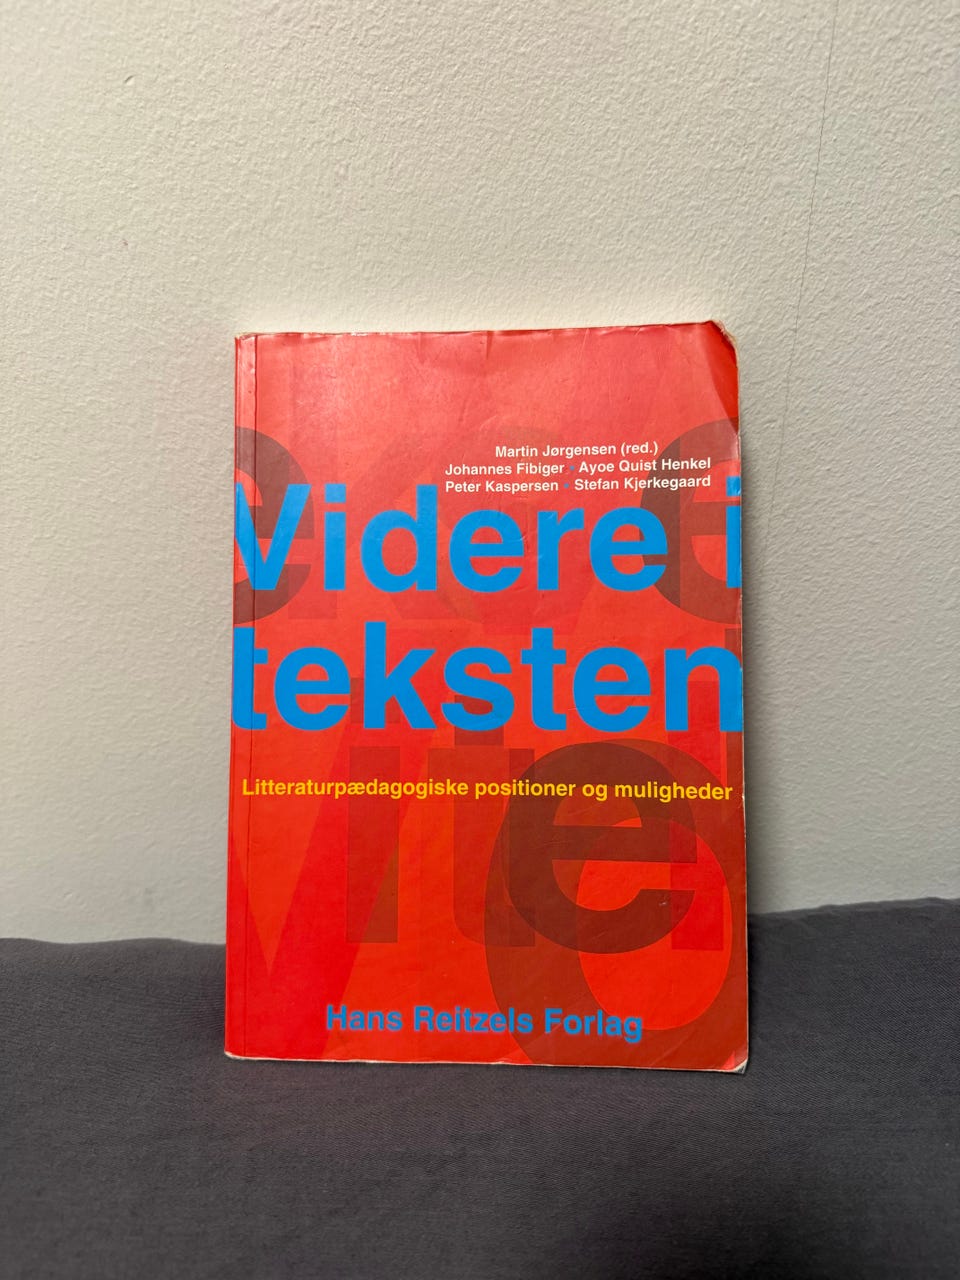 Martin Jørgensen (red.)
Johannes Fibiger • Ayoe Quist Henkel
Peter Kaspersen • Stefan Kjerkegaard
Videre i
teksten
Litteraturpædagogiske positioner og muligheder
Hans Reitzels Forlag